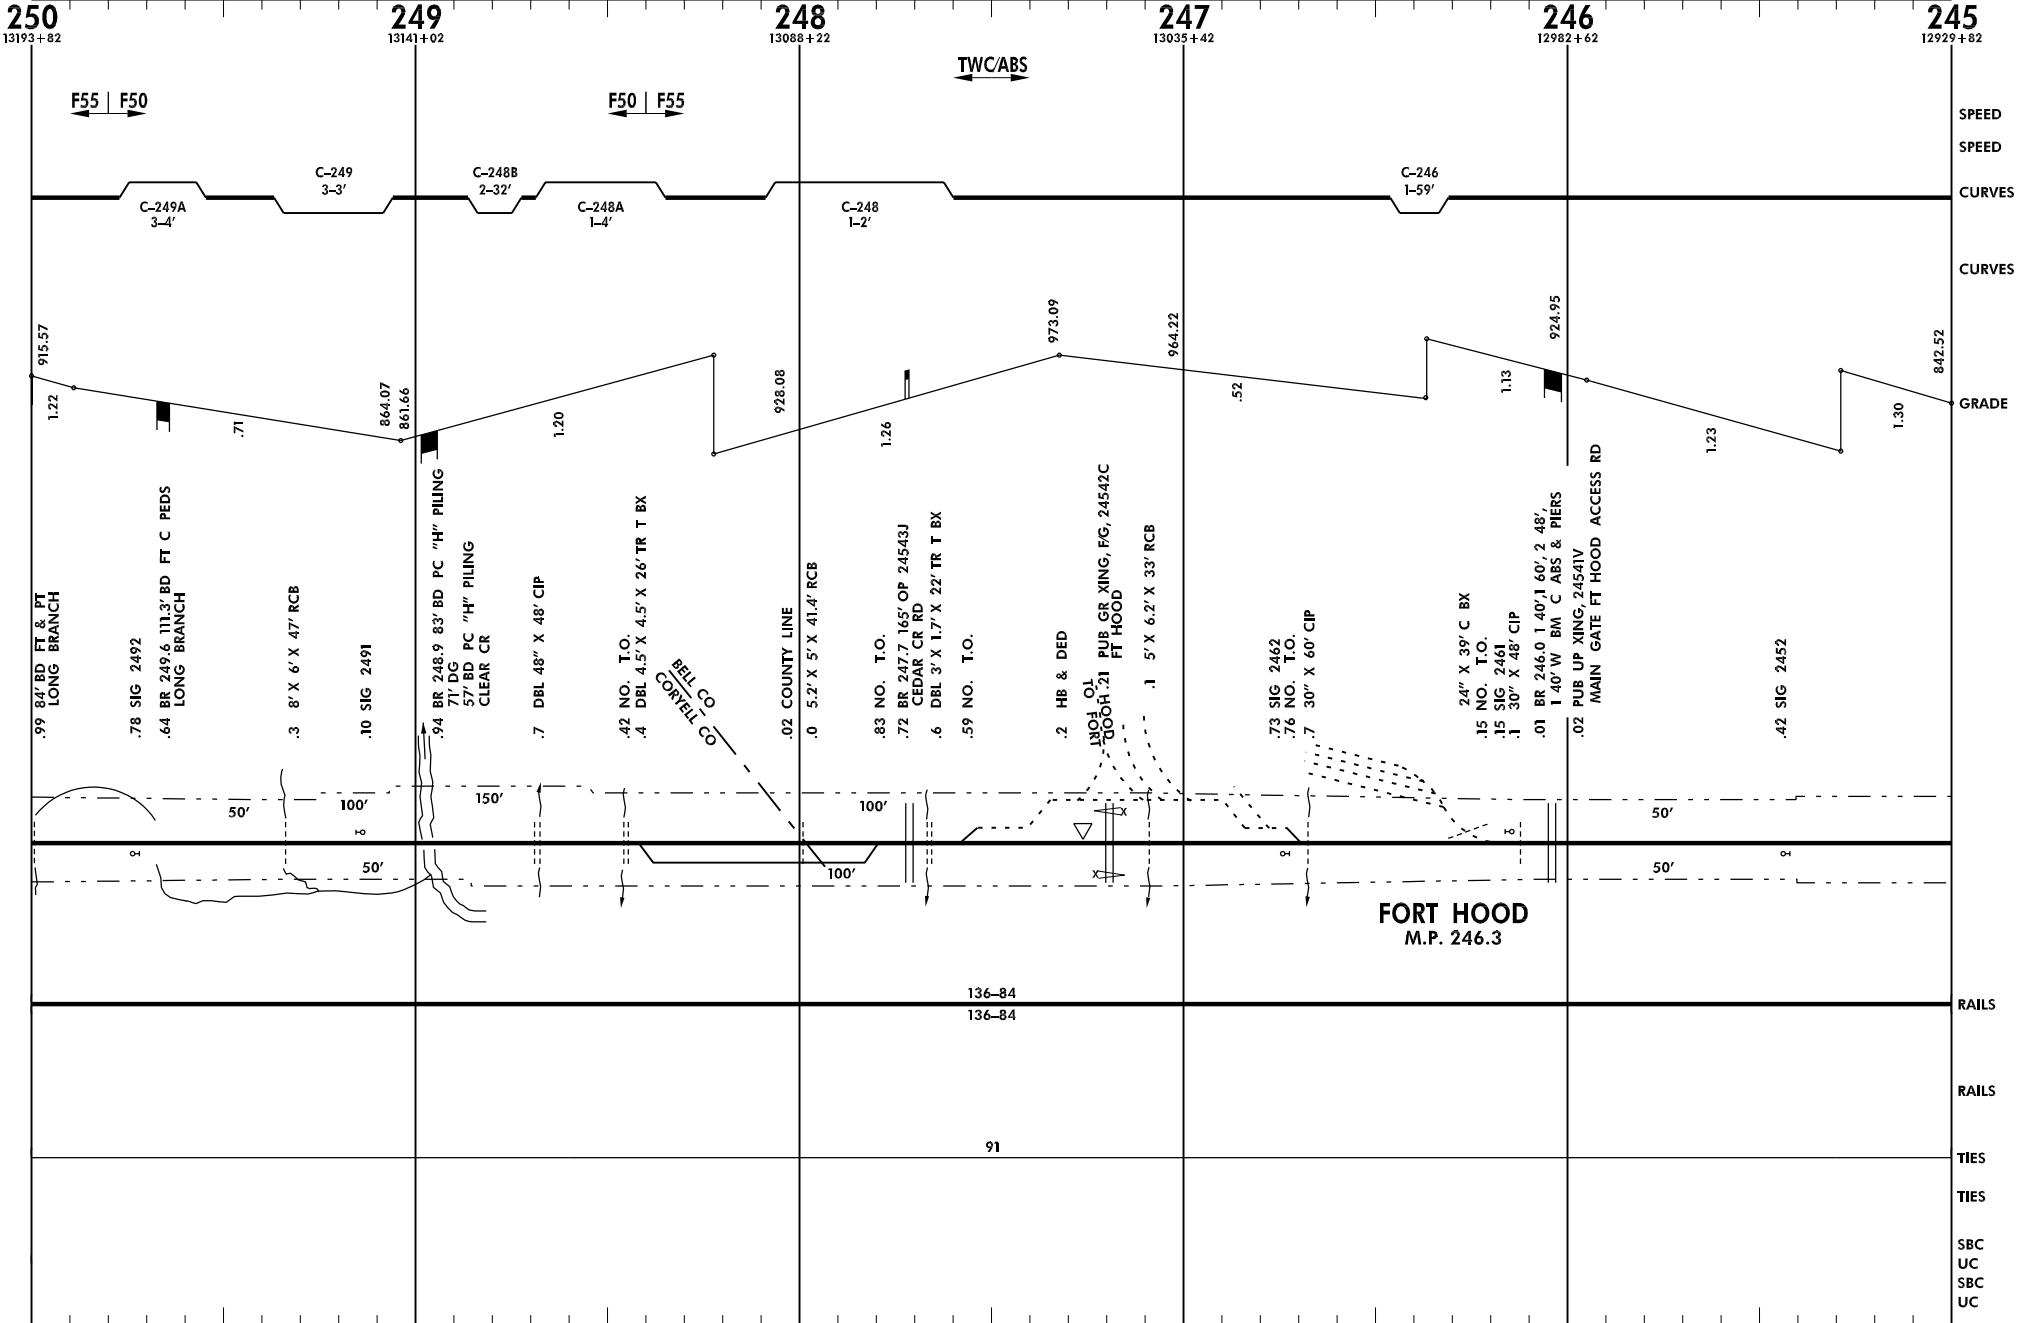 250 249 248 247 246 245
13193+82 13141+02 13088+22 13035+42 12982+62 12929+82
TWC/ABS
F55 F50 F50 F55
SPEED
SPEED
C-249
3-3'
C-248B
2-32'
C-246
1-59'
CURVES
C-249A
3-4'
C-248A
1-4'
C-248
1-2'
CURVES
915.57
1.22
.71
864.07
861.66
1.20
928.08
1.26
973.09
964.22
.52
1.13
924.95
1.23
1.30
842.52
GRADE
.99 84' BD FT & PT
LONG BRANCH
.78 SIG 2492
.64 BR 249.6 111.3' BD FT C PEDS
LONG BRANCH
.3 8' X 6' X 47' RCB
.10 SIG 2491
.94 BR 248.9 83' BD PC "H" PILING
71' DG
57' BD PC "H" PILING
CLEAR CR
.7 DBL 48" X 48' CIP
.42 NO. T.O.
.4 DBL 4.5' X 4.5' X 26' TR T BX
BELL CO
CORYELL CO
.02 COUNTY LINE
.0 5.2' X 5' X 41.4' RCB
.83 NO. T.O.
.72 BR 247.7 165' OP 24543J
CEDAR CR RD
.6 DBL 3' X 1.7' X 22' TR T BX
.59 NO. T.O.
.2 HB & DED
TO FORT
HOOD
.21 PUB GR XING, F/G, 24542C
FT HOOD
.1 5' X 6.2' X 33' RCB
.73 SIG 2462
.76 NO. T.O.
.7 30" X 60' CIP
24" X 39' C BX
.15 NO. T.O.
.15 SIG 2461
.1 30" X 48' CIP
.01 BR 246.0 1 40',1 60', 2 48',
1 40' W BM C ABS & PIERS
.02 PUB UP XING, 24541V
MAIN GATE FT HOOD ACCESS RD
.42 SIG 2452
50' 100' 150' 100' 50'
X
50' 100' X 50'
FORT HOOD
M.P. 246.3
136-84
RAILS
136-84
RAILS
91
TIES
TIES
SBC
UC
SBC
UC